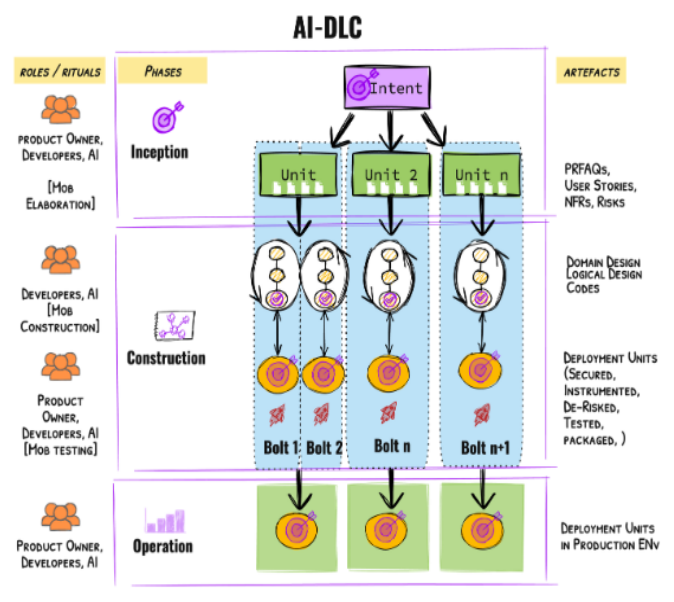 AI-DLC
ROLES / RITUALS
PHASES
ARTEFACTS
PRODUCT OWNER,
DEVELOPERS, AI
[MOB
ELABORATION]
Inception
Intent
Unit
Unit 2
Unit n
PRFAQS,
USER STORIES,
NFRS, RISKS
DEVELOPERS, AI
[MOB
CONSTRUCTION]
PRODUCT
OWNER,
DEVELOPERS, AI
[MOB TESTING]
Construction
Bolt 1
Bolt 2
Bolt n
Bolt n+1
DOMAIN DESIGN
LOGICAL DESIGN
CODES
DEPLOYMENT UNITS
(SECURED,
INSTRUMENTED,
DE-RISKED,
TESTED,
PACKAGED, )
PRODUCT OWNER,
DEVELOPERS, AI
Operation
DEPLOYMENT UNITS
IN PRODUCTION ENV